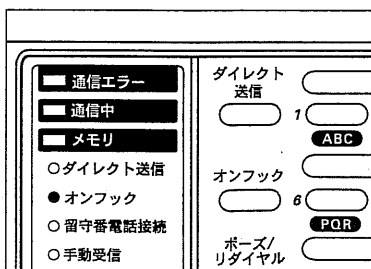 通信エラー
通信中
メモリ
ダイレクト送信
オンフック
留守番電話接続
手動受信
ダイレクト
送信
1
ABC
オンフック
6
PQR
ポーズ/
リダイヤル